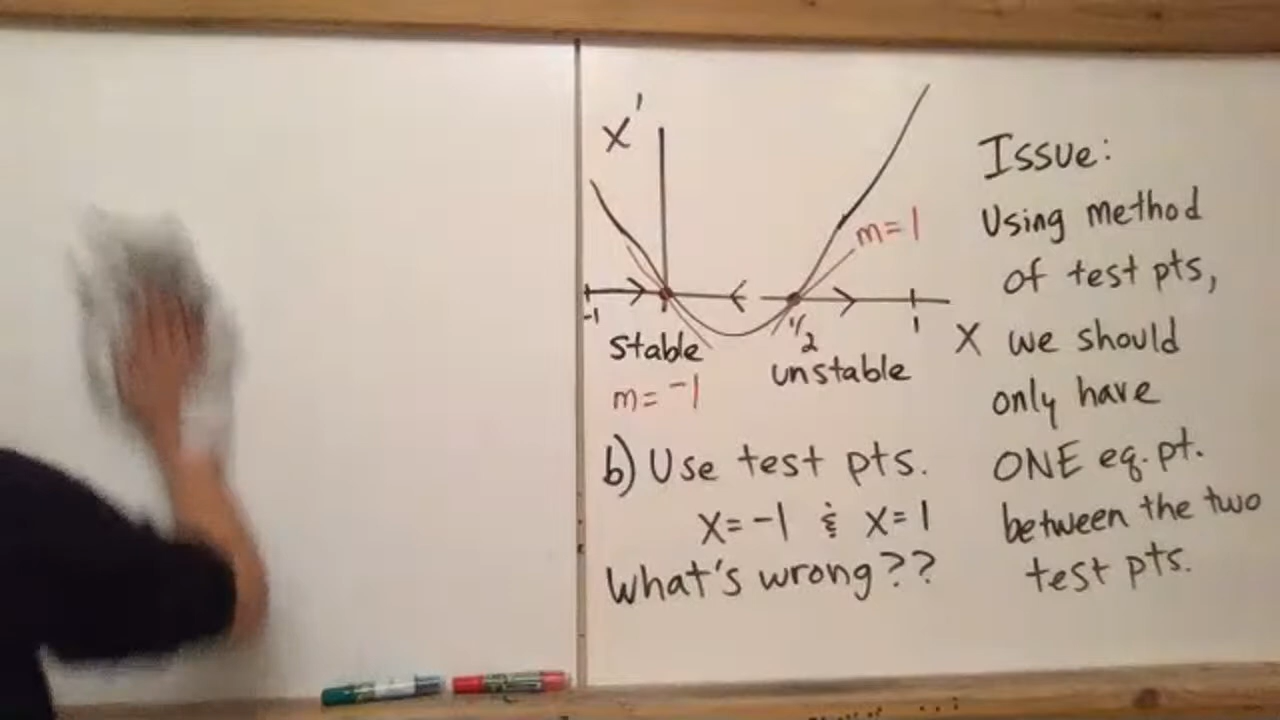 x'
m=1
-1
1/2
1
x
Stable
unstable
m= -1
b) Use test pts.
x=-1 & x=1
What's wrong??
Issue:
Using method
of test pts,
we should
only have
ONE eq. pt.
between the two
test pts.